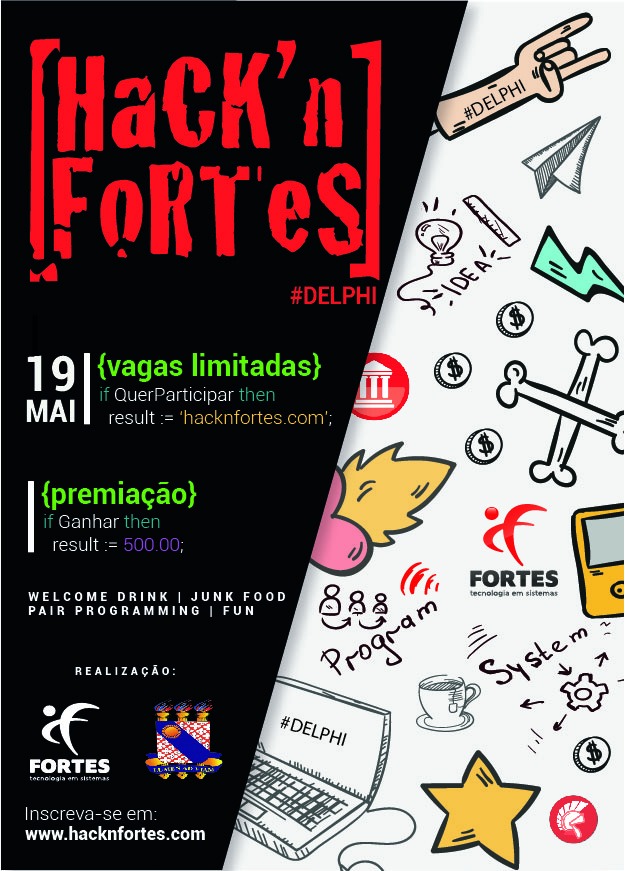 [HaCK'n
FoRTeS]
#DELPHI
19
MAI
{vagas limitadas}
if QuerParticipar then
result := 'hacknfortes.com';
{premiação}
if Ganhar then
result := 500.00;
WELCOME DRINK | JUNK FOOD
PAIR PROGRAMMING | FUN
REALIZAÇÃO:
FORTES
tecnologia em sistemas
Inscreva-se em:
www.hacknfortes.com
#DELPHI
IDEA
$
$
$
FORTES
tecnologia em sistemas
Program
System
#DELPHI
$